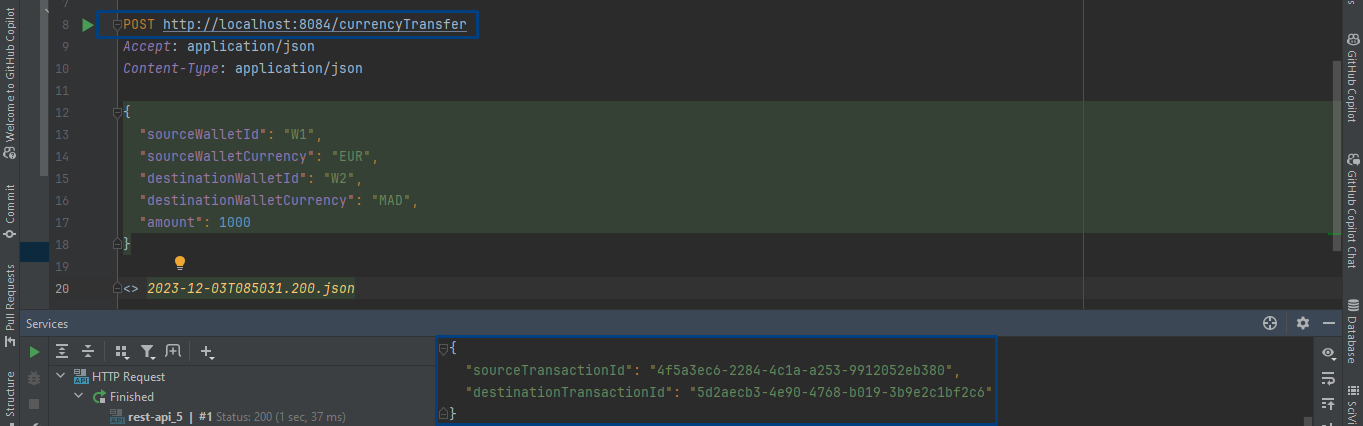 7
8 POST http://localhost:8084/currencyTransfer
9 Accept: application/json
10 Content-Type: application/json
11
12 {
13 "sourceWalletId": "W1",
14 "sourceWalletCurrency": "EUR",
15 "destinationWalletId": "W2",
16 "destinationWalletCurrency": "MAD",
17 "amount": 1000
18 }
19
20 <> 2023-12-03T085031.200.json
Welcome to GitHub Copilot
Commit
Pull Requests
Structure
GitHub Copilot
GitHub Copilot Chat
Database
SciVi
Services
HTTP Request
Finished
rest-api_5 | #1 Status: 200 (1 sec, 37 ms)
API
API
{
"sourceTransactionId": "4f5a3ec6-2284-4c1a-a253-9912052eb380",
"destinationTransactionId": "5d2aecb3-4e90-4768-b019-3b9e2c1bf2c6"
}